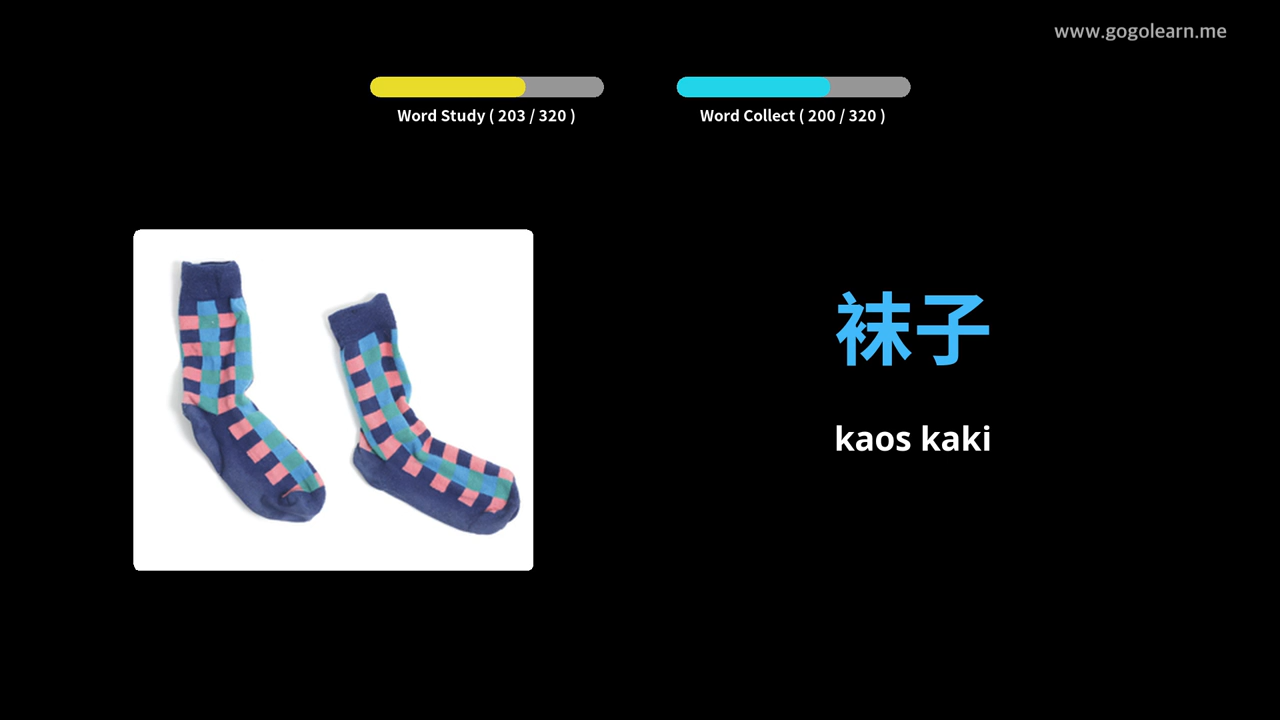 www.gogolearn.me
Word Study ( 203 / 320 )
Word Collect ( 200 / 320 )
袜子
kaos kaki